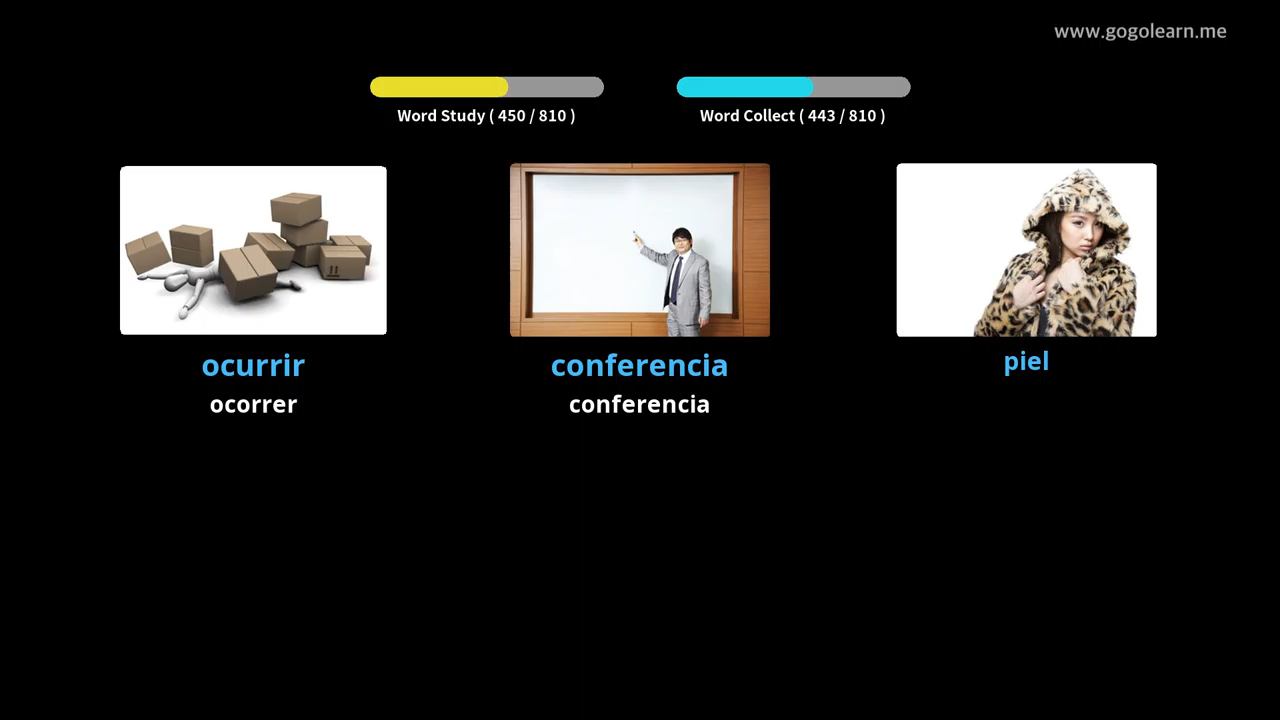 www.gogolearn.me
Word Study ( 450 / 810 )
Word Collect ( 443 / 810 )
ocurrir
ocorrer
conferencia
conferencia
piel